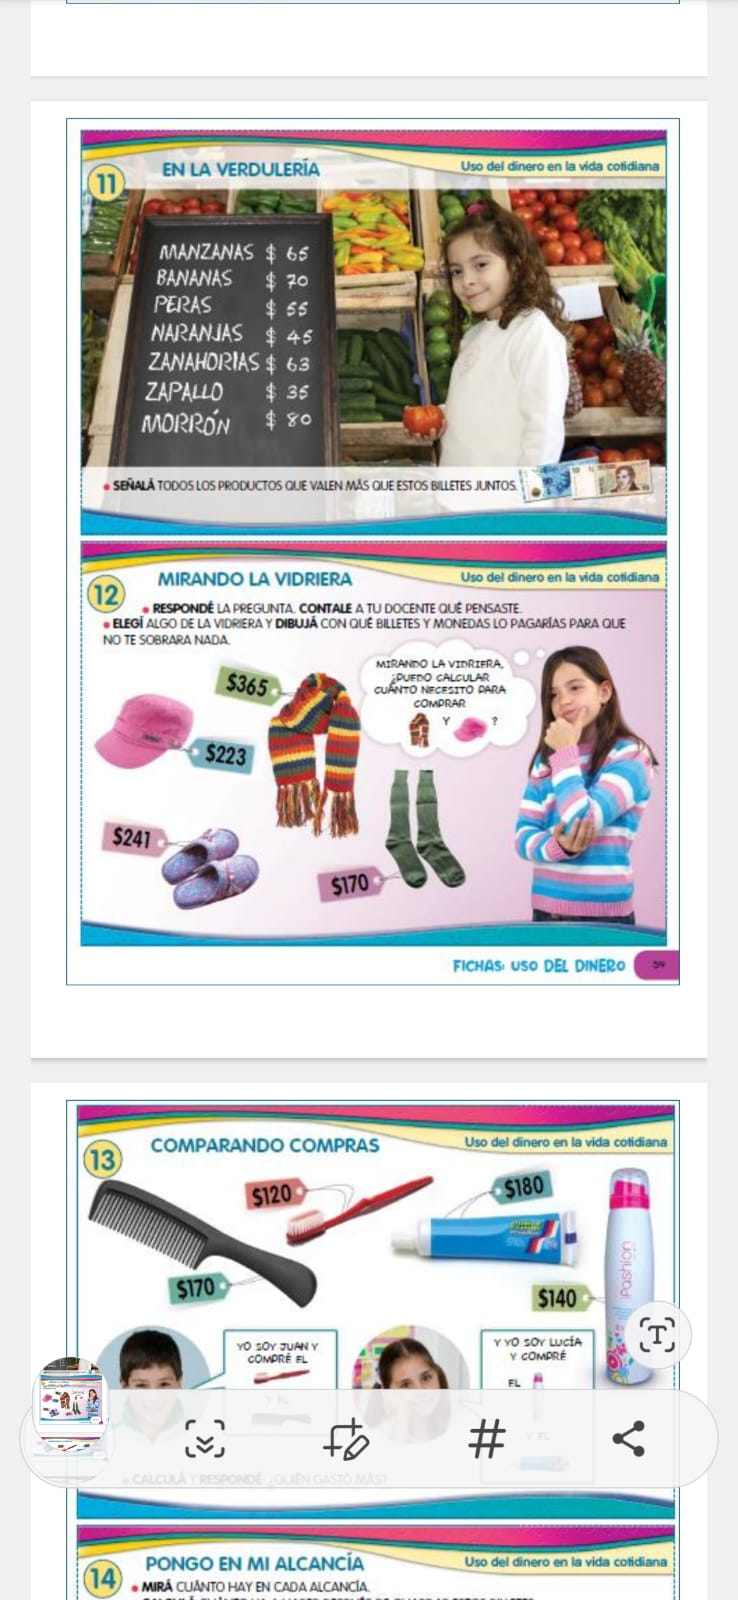 11
EN LA VERDULERÍA
Uso del dinero en la vida cotidiana
MANZANAS $ 65
BANANAS $ 70
PERAS $ 55
NARANJAS $ 45
ZANAHORIAS $ 63
ZAPALLO $ 35
MORRÓN $ 80
SEÑALÁ TODOS LOS PRODUCTOS QUE VALEN MÁS QUE ESTOS BILLETES JUNTOS.
12
MIRANDO LA VIDRIERA
Uso del dinero en la vida cotidiana
RESPONDÉ LA PREGUNTA. CONTALE A TU DOCENTE QUÉ PENSASTE.
ELEGÍ ALGO DE LA VIDRIERA Y DIBUJÁ CON QUÉ BILLETES Y MONEDAS LO PAGARÍAS PARA QUE
NO TE SOBRARA NADA.
MIRANDO LA VIDRIERA,
¿PUEDO CALCULAR
CUÁNTO NECESITO PARA
COMPRAR
Y ?
$365
$223
$241
$170
FICHAS: USO DEL DINERO 59
13
COMPARANDO COMPRAS
Uso del dinero en la vida cotidiana
$120
$180
$170
$140
Fashion
YO SOY JUAN Y
COMPRÉ EL
Y EL
Y YO SOY LUCÍA
Y COMPRÉ
EL
Y EL
CALCULÁ Y RESPONDÉ: ¿QUIÉN GASTÓ MÁS?
14
PONGO EN MI ALCANCÍA
Uso del dinero en la vida cotidiana
MIRÁ CUÁNTO HAY EN CADA ALCANCÍA.